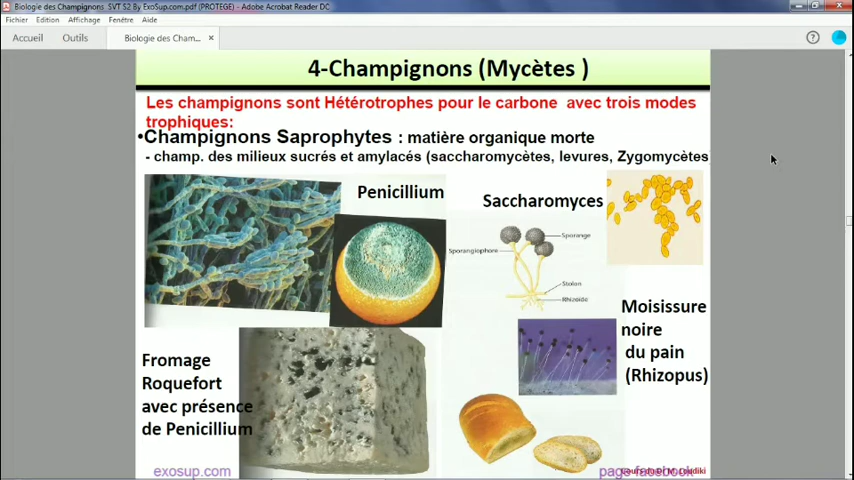 Biologie des Champignons SVT S2 By ExoSup.com.pdf (PROTEGE) - Adobe Acrobat Reader DC
Fichier Edition Affichage Fenêtre Aide
Accueil Outils Biologie des Cham... ×
4-Champignons (Mycètes )
Les champignons sont Hétérotrophes pour le carbone avec trois modes
trophiques:
•Champignons Saprophytes : matière organique morte
- champ. des milieux sucrés et amylacés (saccharomycètes, levures, Zygomycètes)
Penicillium
Saccharomyces
Sporange
Sporangiophore
Stolon
Rhizoïde
Moisissure
noire
du pain
(Rhizopus)
Fromage
Roquefort
avec présence
de Penicillium
exosup.com
page facebook